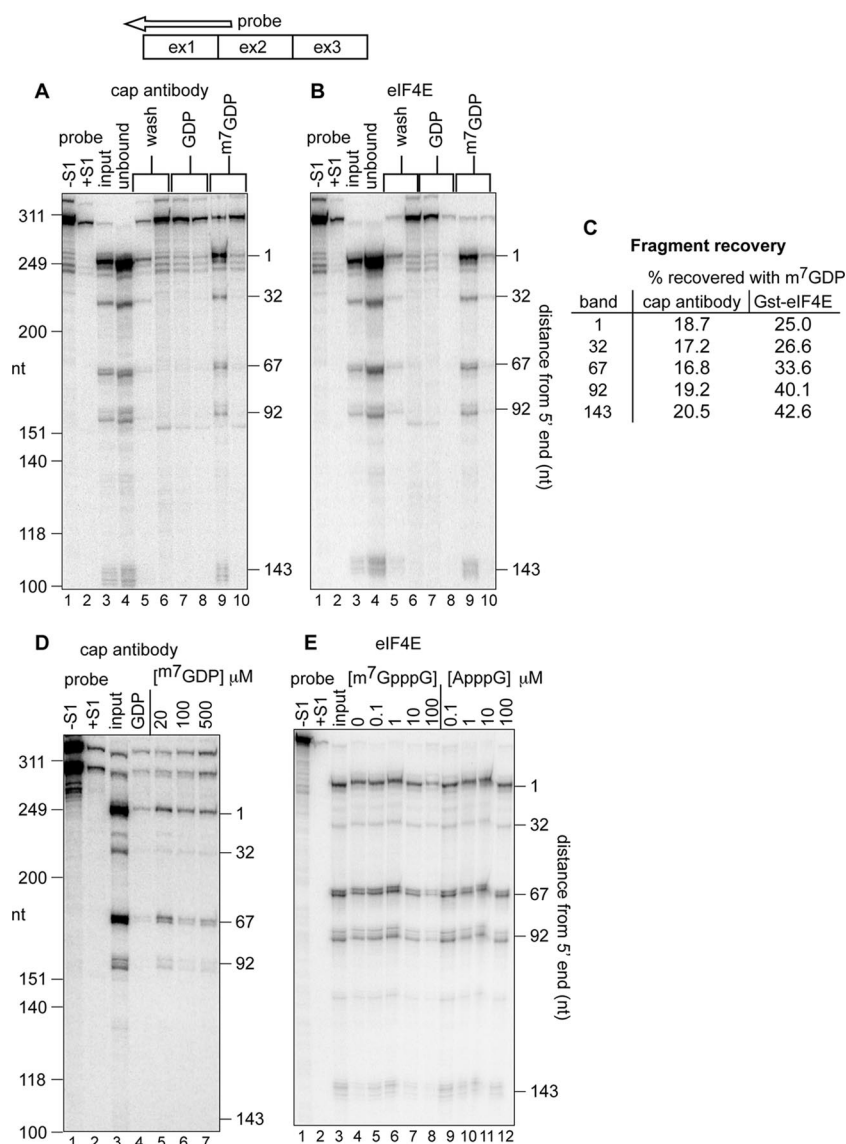 probe
ex1 ex2 ex3
A cap antibody
probe
-S1 +S1 input unbound wash GDP m7GDP
311
249
200
nt
151
140
118
100
1
32
67
92
143
1 2 3 4 5 6 7 8 9 10
B eIF4E
probe
-S1 +S1 input unbound wash GDP m7GDP
1
32
67
92
143
distance from 5' end (nt)
1 2 3 4 5 6 7 8 9 10
C
Fragment recovery
% recovered with m7GDP
band cap antibody Gst-eIF4E
1 18.7 25.0
32 17.2 26.6
67 16.8 33.6
92 19.2 40.1
143 20.5 42.6
D cap antibody
probe [m7GDP] μM
-S1 +S1 input GDP 20 100 500
311
249
200
nt
151
140
118
100
1
32
67
92
143
1 2 3 4 5 6 7
E eIF4E
probe [m7GpppG] [ApppG] μM
-S1 +S1 input 0 0.1 1 10 100 0.1 1 10 100
1
32
67
92
143
distance from 5' end (nt)
1 2 3 4 5 6 7 8 9 10 11 12